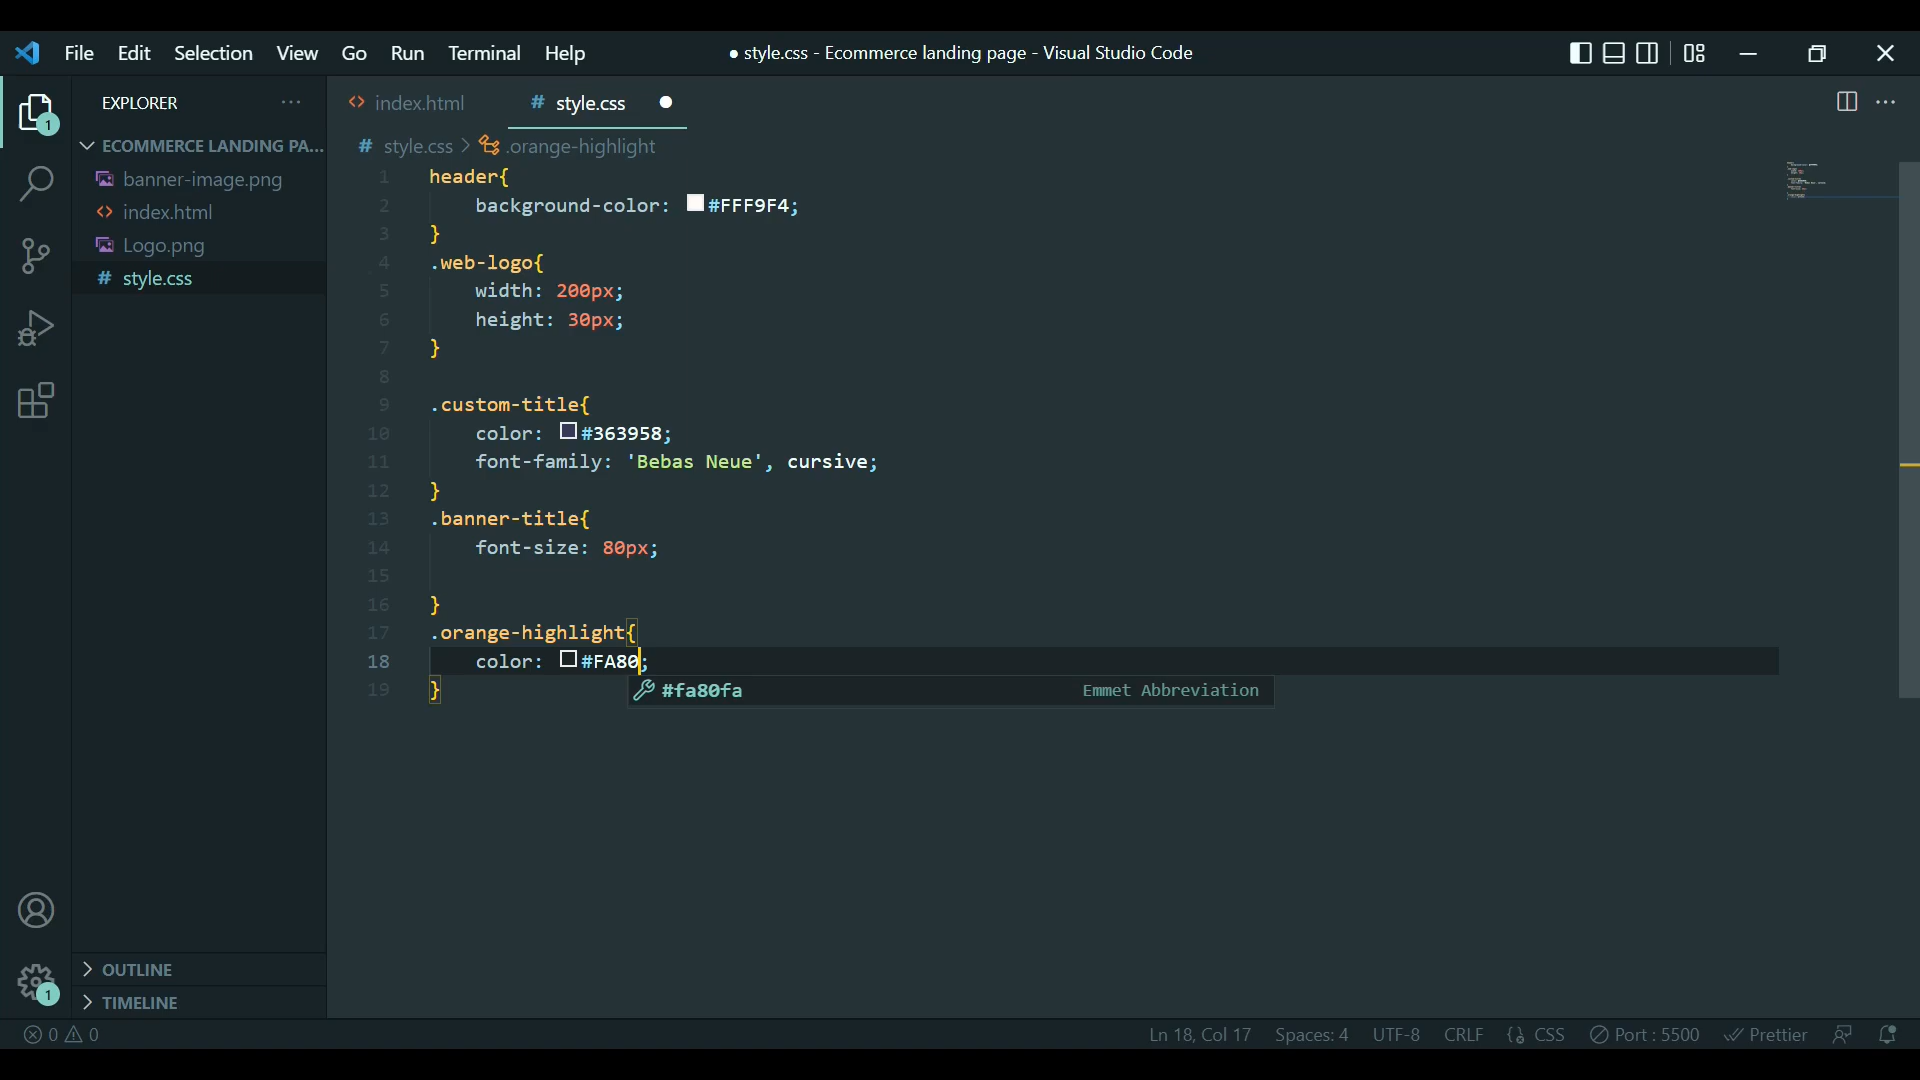 File Edit Selection View Go Run Terminal Help
● style.css - Ecommerce landing page - Visual Studio Code
EXPLORER
ECOMMERCE LANDING PA...
banner-image.png
index.html
Logo.png
style.css
OUTLINE
TIMELINE
1
1
index.html
# style.css
# style.css > .orange-highlight
1 header{
2 background-color: #FFF9F4;
3 }
4 .web-logo{
5 width: 200px;
6 height: 30px;
7 }
8
9 .custom-title{
10 color: #363958;
11 font-family: 'Bebas Neue', cursive;
12 }
13 .banner-title{
14 font-size: 80px;
15
16 }
17 .orange-highlight{
18 color: #FA80;
19 }
#fa80fa Emmet Abbreviation
0 0
Ln 18, Col 17 Spaces: 4 UTF-8 CRLF CSS Port : 5500 Prettier